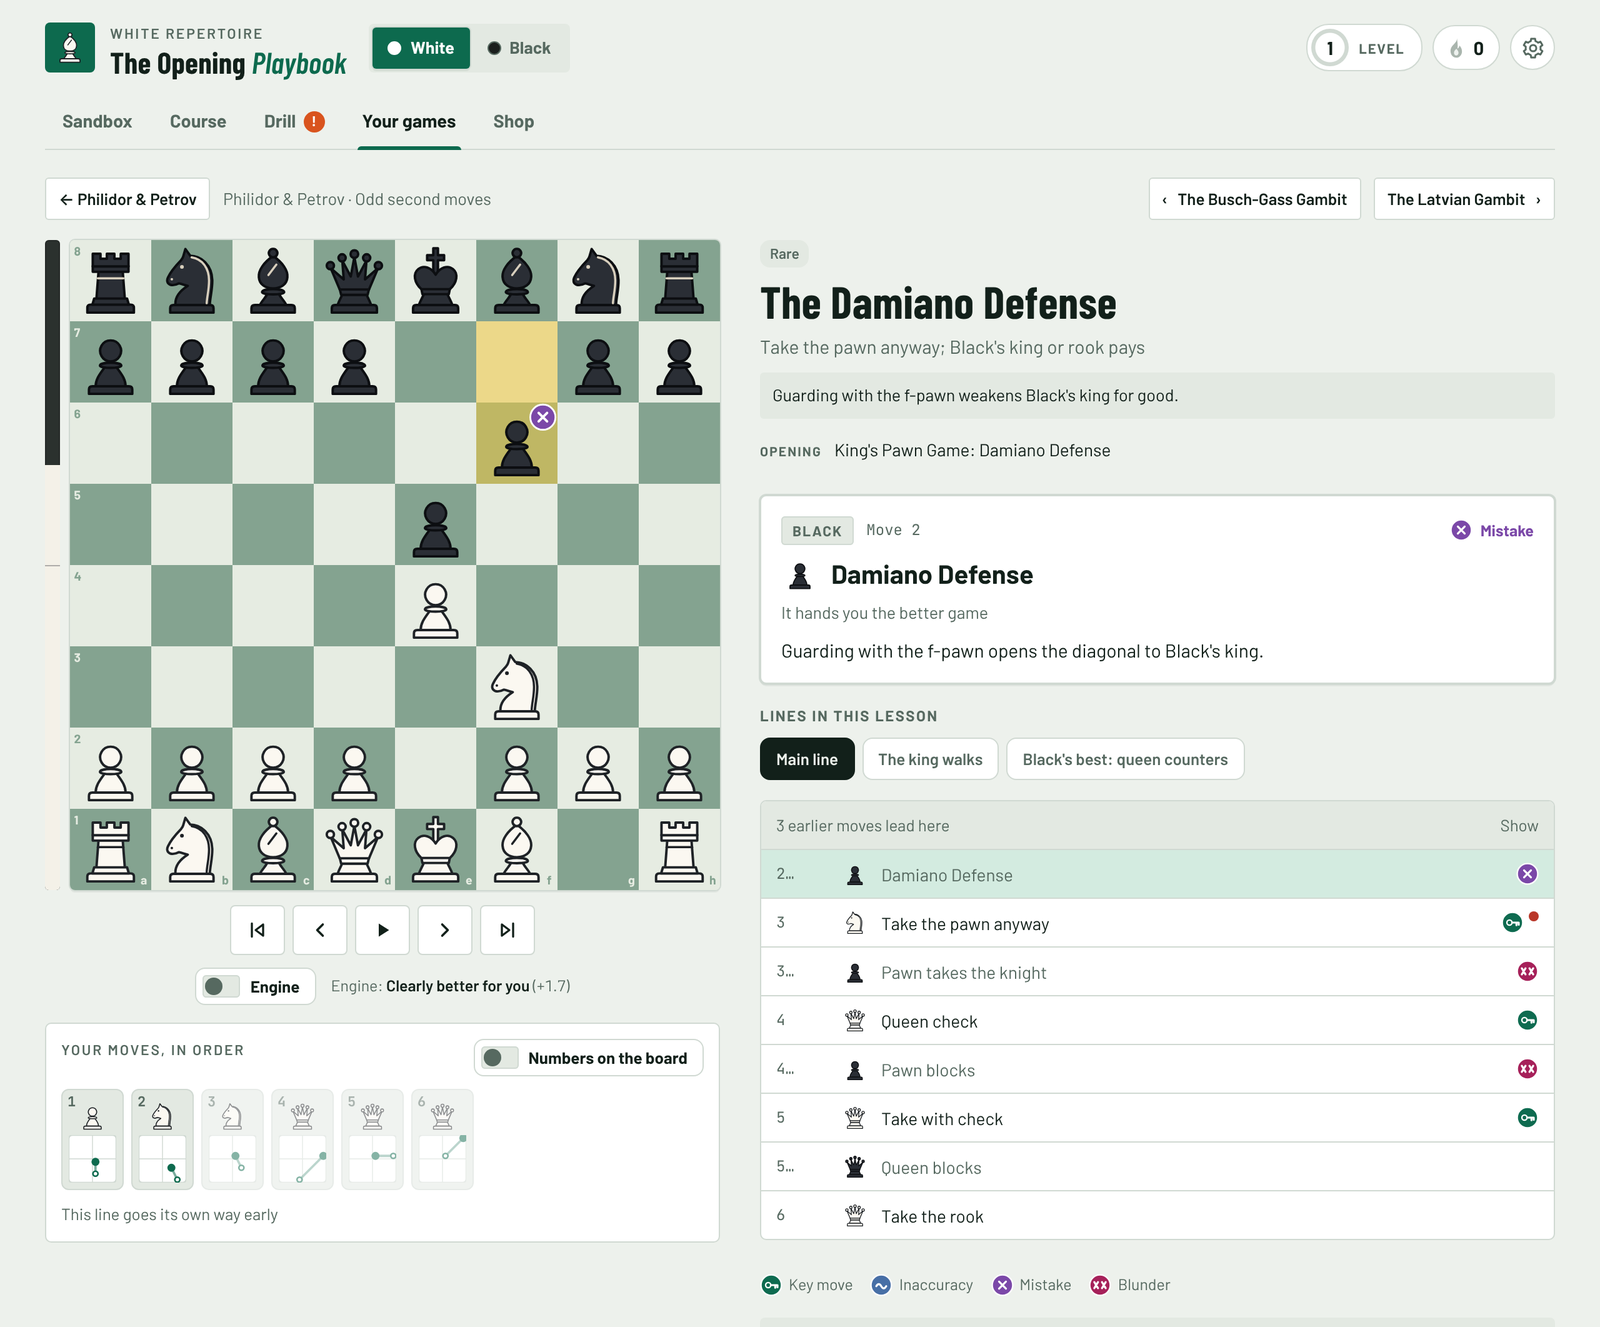 WHITE REPERTOIRE
The Opening Playbook
White
Black
1 LEVEL
0
Sandbox
Course
Drill !
Your games
Shop
← Philidor & Petrov
Philidor & Petrov · Odd second moves
‹ The Busch-Gass Gambit
The Latvian Gambit ›
8
7
6
5
4
3
2
1
a b c d e f g h
Engine
Engine: Clearly better for you (+1.7)
YOUR MOVES, IN ORDER
Numbers on the board
1 2 3 4 5 6
This line goes its own way early
Rare
The Damiano Defense
Take the pawn anyway; Black's king or rook pays
Guarding with the f-pawn weakens Black's king for good.
OPENING King's Pawn Game: Damiano Defense
BLACK Move 2
Mistake
Damiano Defense
It hands you the better game
Guarding with the f-pawn opens the diagonal to Black's king.
LINES IN THIS LESSON
Main line
The king walks
Black's best: queen counters
3 earlier moves lead here Show
2... Damiano Defense
3 Take the pawn anyway
3... Pawn takes the knight
4 Queen check
4... Pawn blocks
5 Take with check
5... Queen blocks
6 Take the rook
Key move
Inaccuracy
Mistake
Blunder